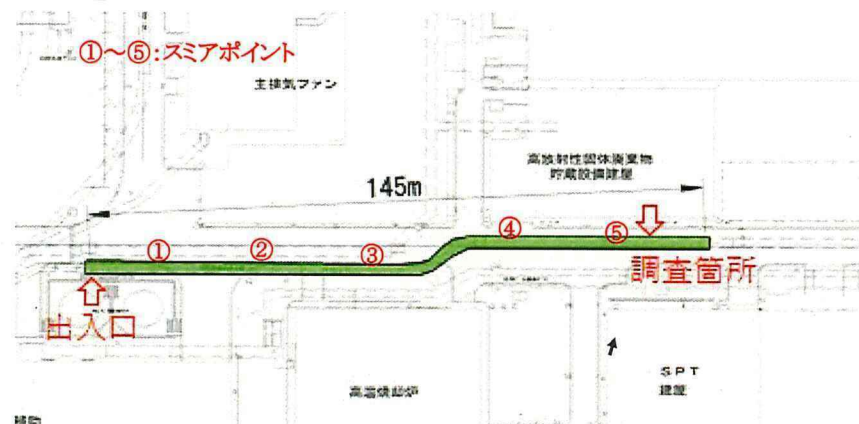 ①～⑤:スミアポイント
主排気ファン
高放射性固体廃棄物
貯蔵設備建屋
145m
①
②
③
④
⑤
調査箇所
出入口
高温焼却炉
SPT
建屋